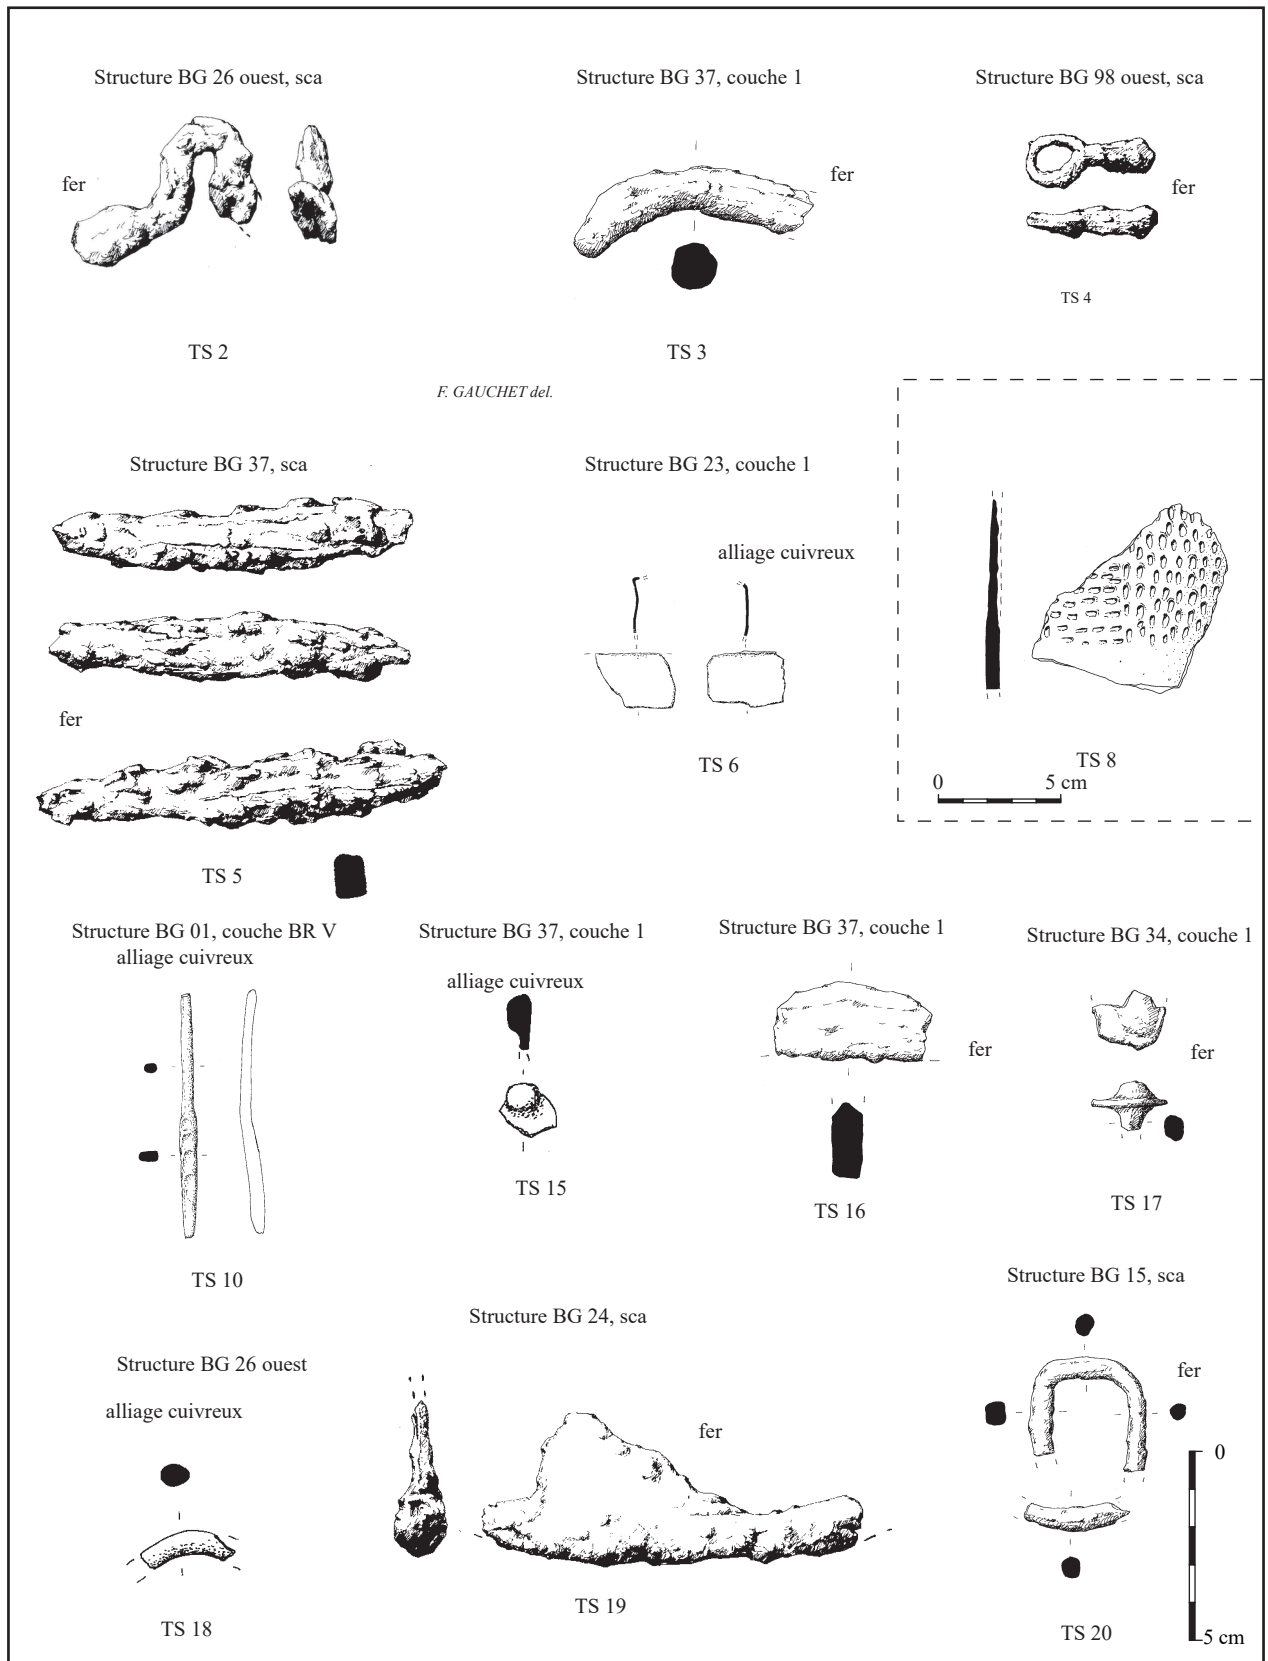 Structure BG 26 ouest, sca
fer
TS 2
Structure BG 37, couche 1
fer
TS 3
Structure BG 98 ouest, sca
fer
TS 4
F. GAUCHET del.
Structure BG 37, sca
fer
TS 5
Structure BG 23, couche 1
alliage cuivreux
TS 6
TS 8
0 5 cm
Structure BG 01, couche BR V
alliage cuivreux
TS 10
Structure BG 37, couche 1
alliage cuivreux
TS 15
Structure BG 37, couche 1
fer
TS 16
Structure BG 34, couche 1
fer
TS 17
Structure BG 26 ouest
alliage cuivreux
TS 18
Structure BG 24, sca
fer
TS 19
Structure BG 15, sca
fer
TS 20
0
5 cm